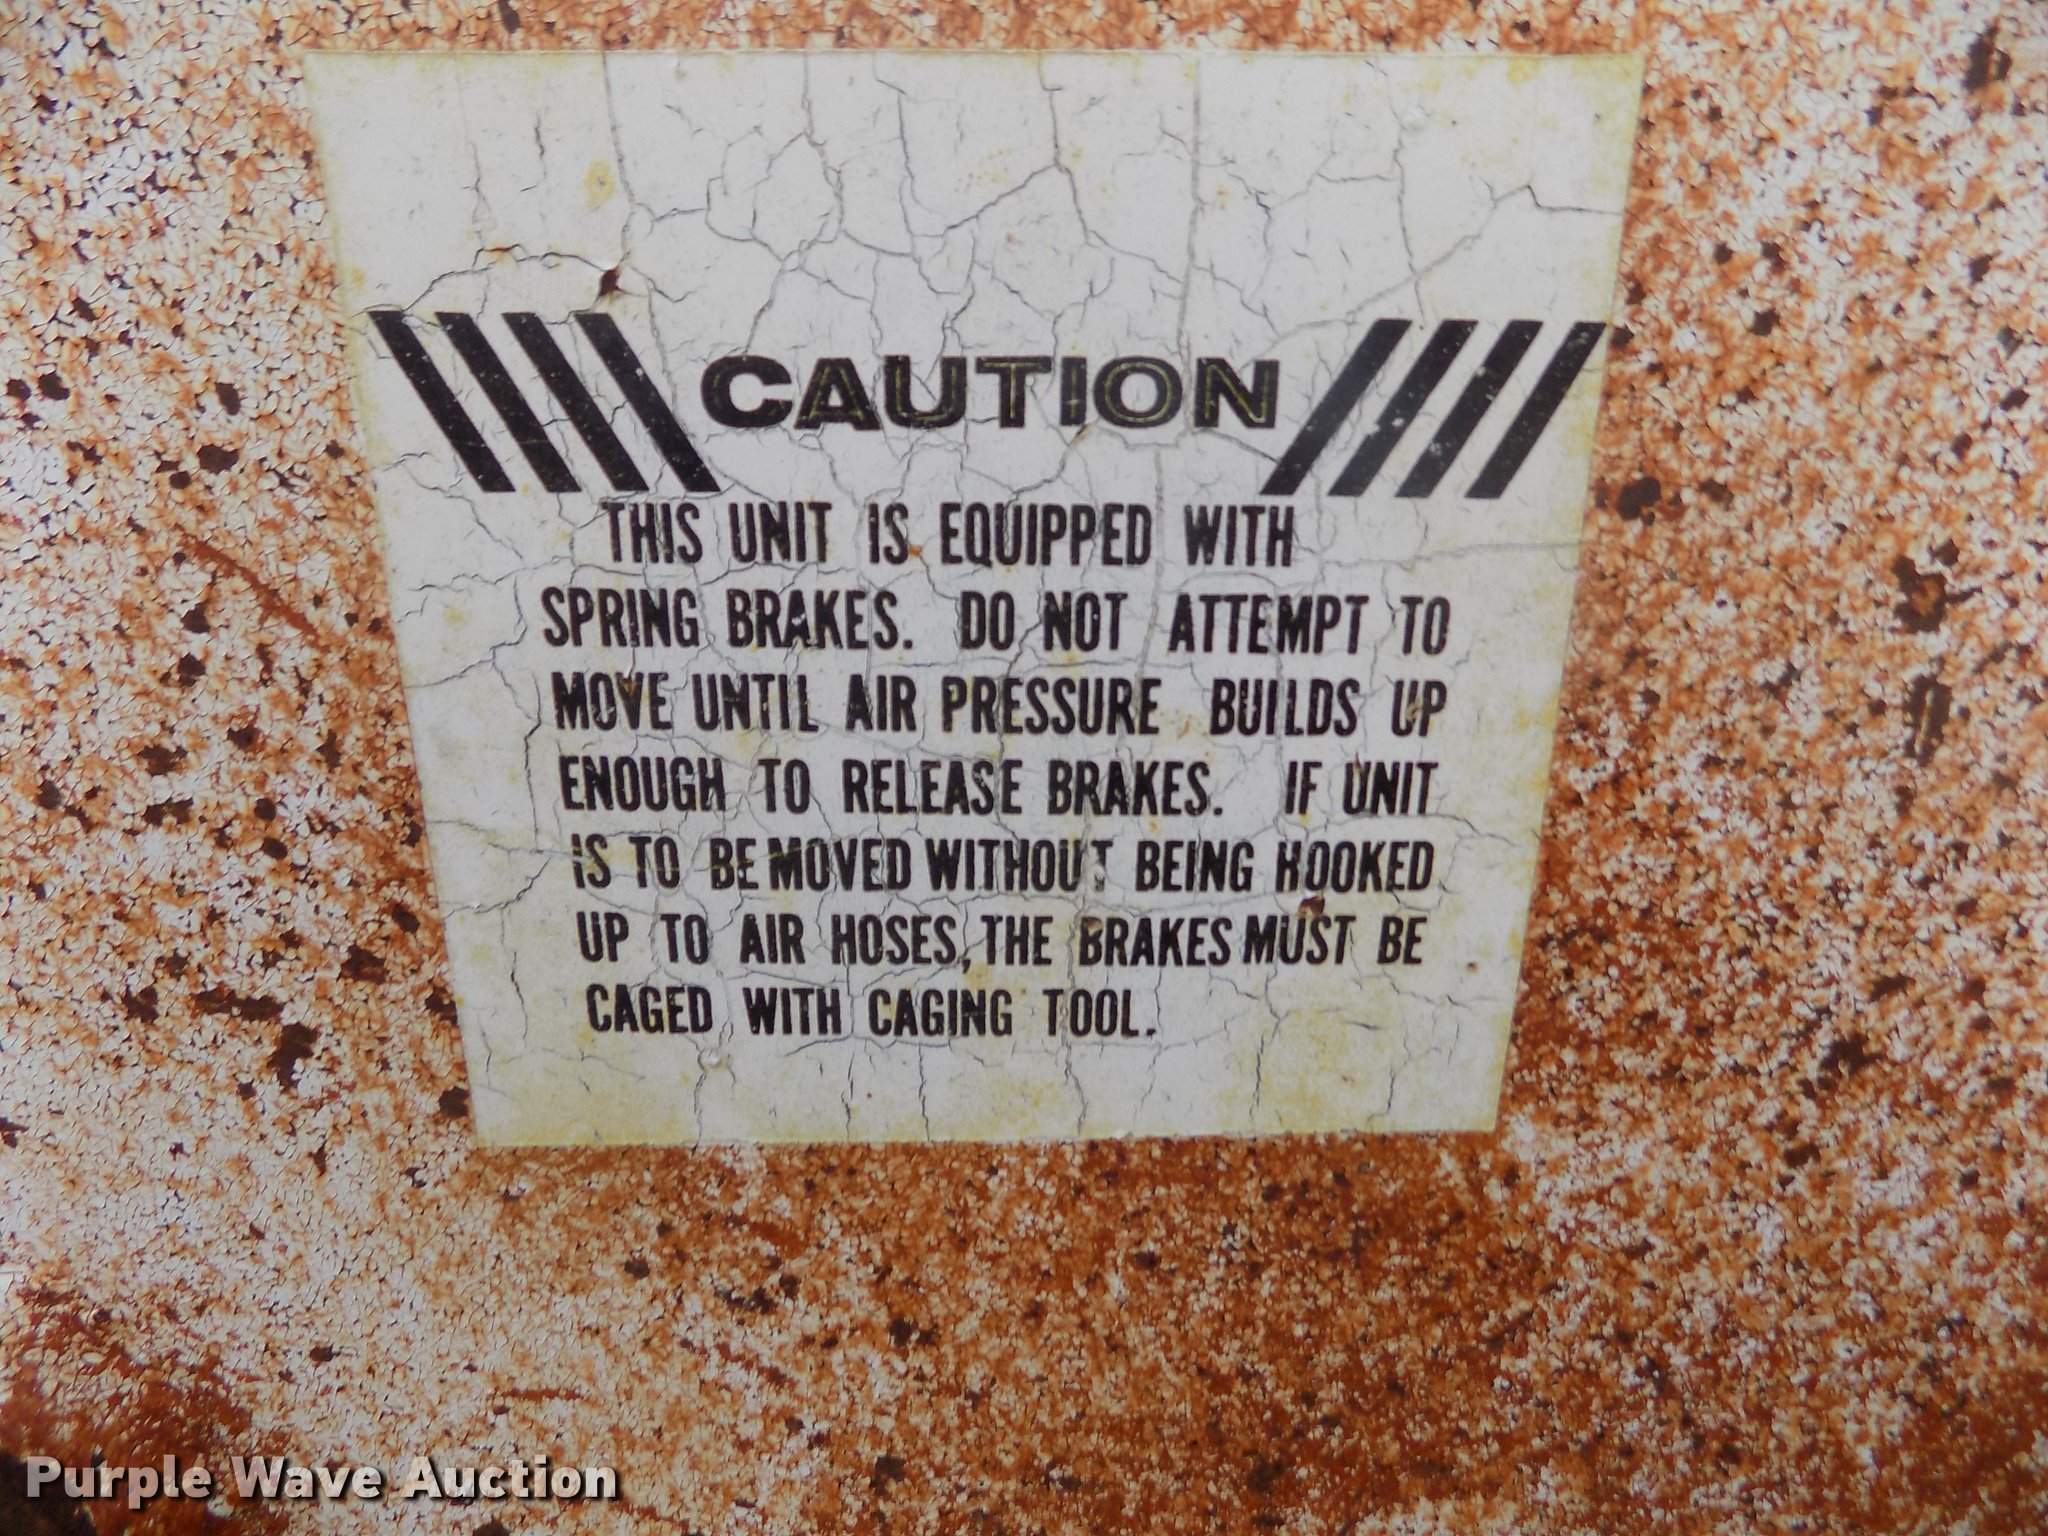 CAUTION
THIS UNIT IS EQUIPPED WITH
SPRING BRAKES. DO NOT ATTEMPT TO
MOVE UNTIL AIR PRESSURE BUILDS UP
ENOUGH TO RELEASE BRAKES. IF UNIT
IS TO BE MOVED WITHOUT BEING HOOKED
UP TO AIR HOSES, THE BRAKES MUST BE
CAGED WITH CAGING TOOL.
Purple Wave Auction